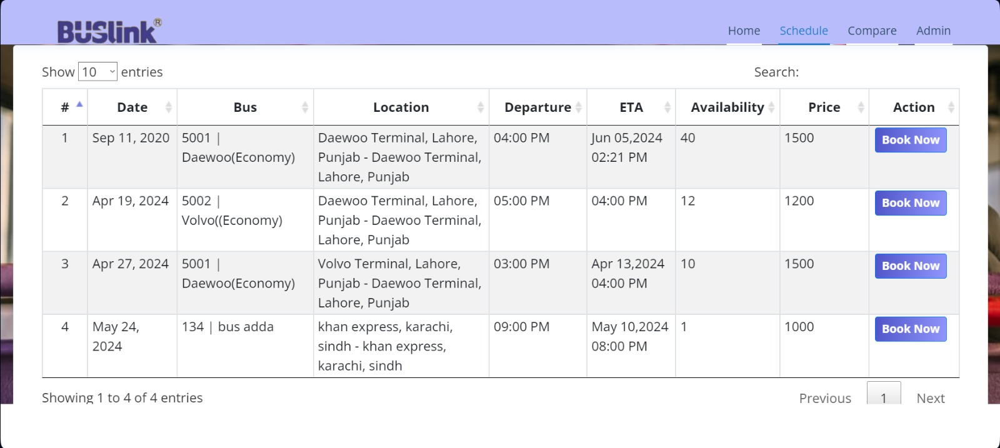 BUSlink®
Home Schedule Compare Admin
Show 10 entries
Search:
# Date Bus Location Departure ETA Availability Price Action
1 Sep 11, 2020 5001 | Daewoo Terminal, Lahore, 04:00 PM Jun 05,2024 40 1500 Book Now
Daewoo(Economy) Punjab - Daewoo Terminal, 02:21 PM
Lahore, Punjab
2 Apr 19, 2024 5002 | Daewoo Terminal, Lahore, 05:00 PM 04:00 PM 12 1200 Book Now
Volvo((Economy) Punjab - Daewoo Terminal,
Lahore, Punjab
3 Apr 27, 2024 5001 | Volvo Terminal, Lahore, 03:00 PM Apr 13,2024 10 1500 Book Now
Daewoo(Economy) Punjab - Daewoo Terminal, 04:00 PM
Lahore, Punjab
4 May 24, 134 | bus adda khan express, karachi, 09:00 PM May 10,2024 1 1000 Book Now
2024 sindh - khan express, 08:00 PM
karachi, sindh
Showing 1 to 4 of 4 entries
Previous 1 Next